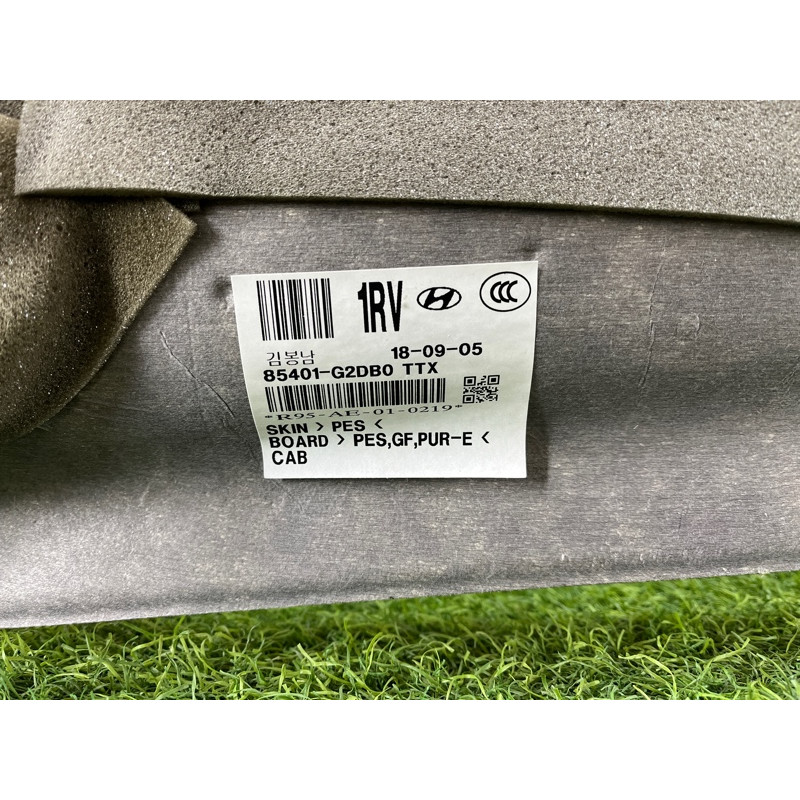 1RV
CCC
김봉남 18-09-05
85401-G2DB0 TTX
*R95-AE-01-0219*
SKIN > PES <
BOARD > PES,GF,PUR-E <
CAB